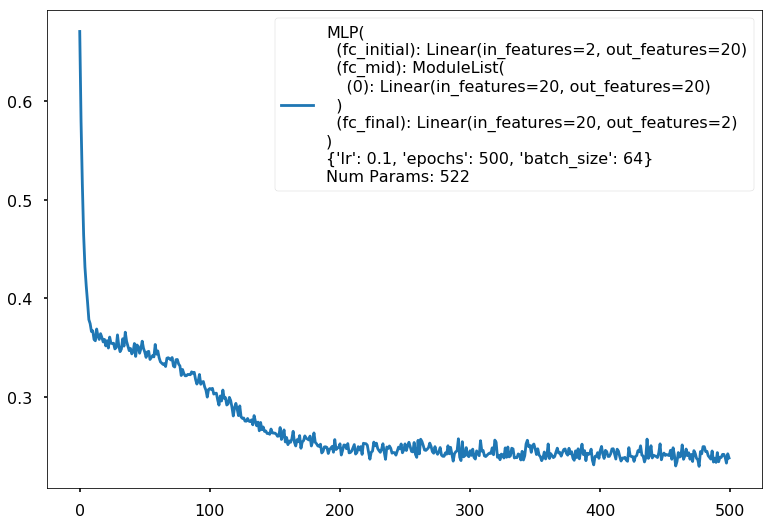 MLP(
(fc_initial): Linear(in_features=2, out_features=20)
(fc_mid): ModuleList(
(0): Linear(in_features=20, out_features=20)
)
(fc_final): Linear(in_features=20, out_features=2)
)
{'lr': 0.1, 'epochs': 500, 'batch_size': 64}
Num Params: 522
0.6
0.5
0.4
0.3
0 100 200 300 400 500